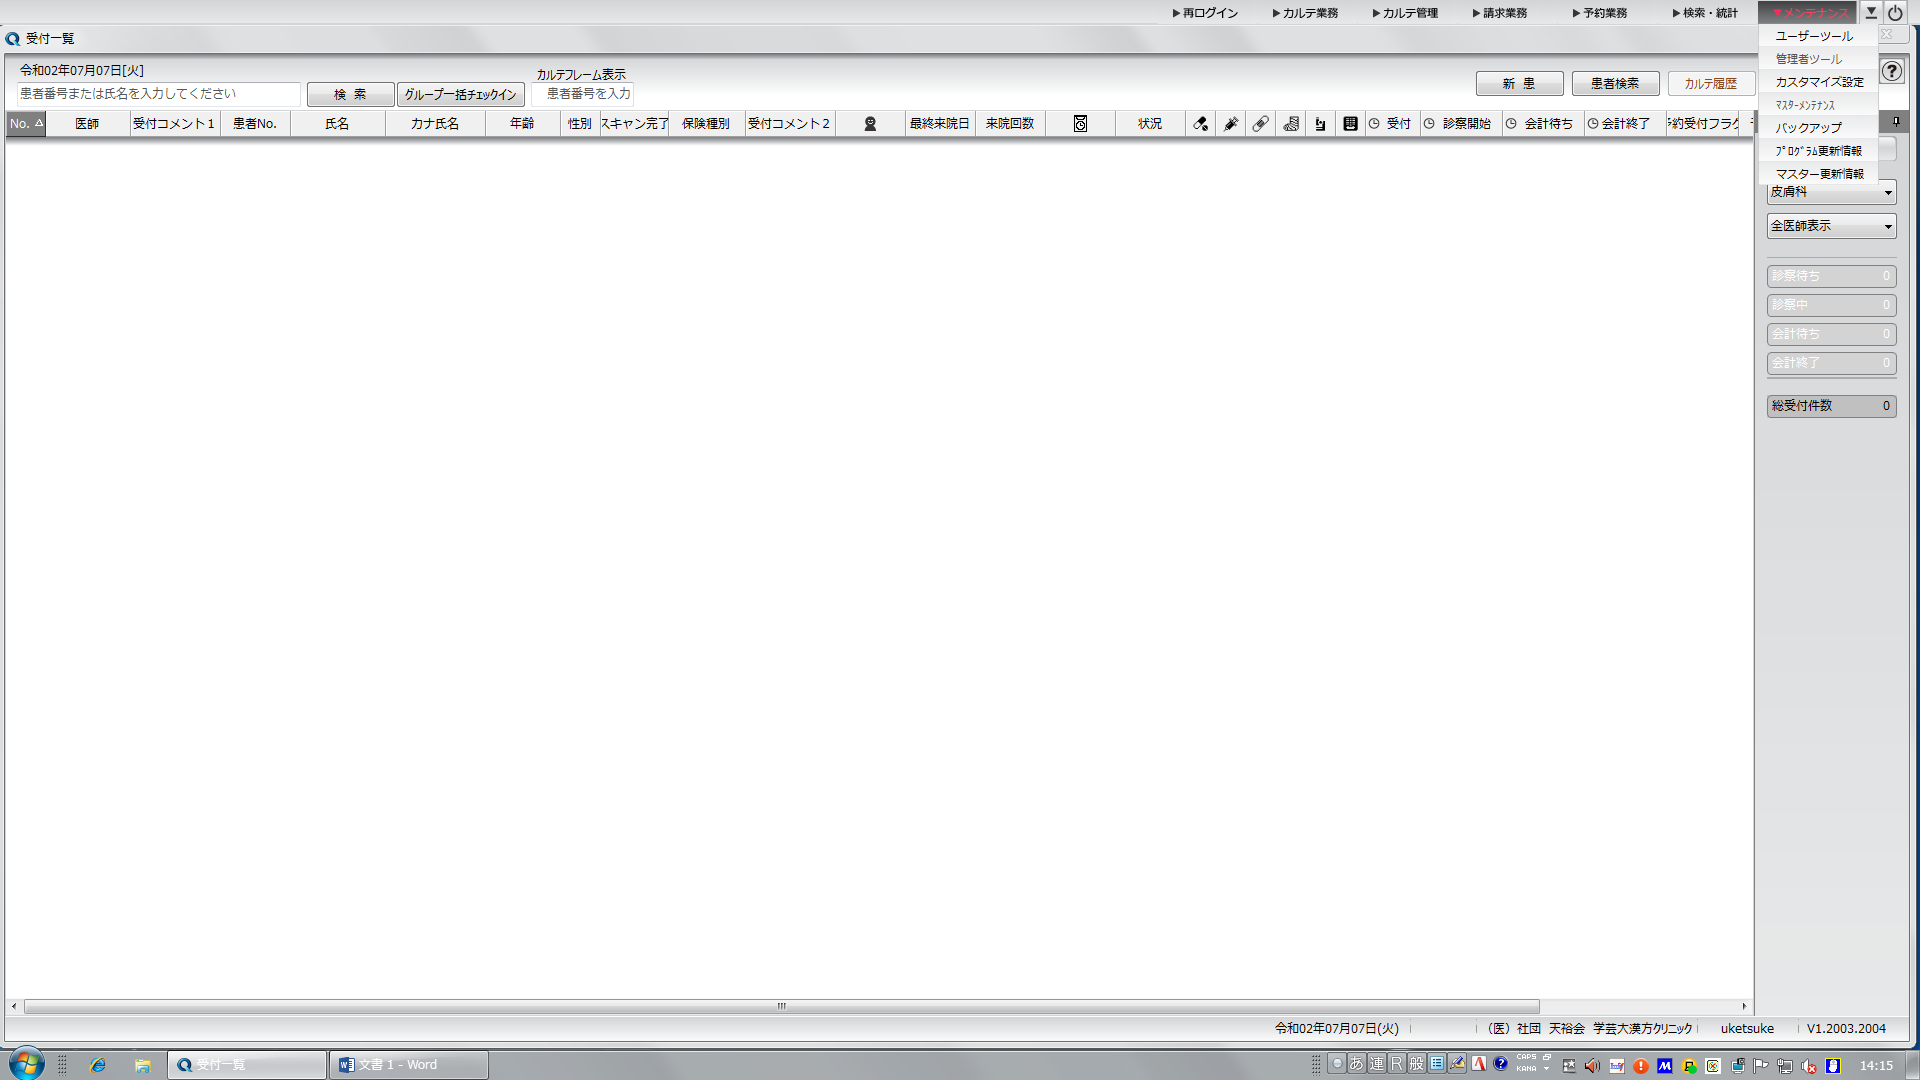 ▶再ログイン ▶カルテ業務 ▶カルテ管理 ▶請求業務 ▶予約業務 ▶検索・統計 ▼メンテナンス
受付一覧
ユーザーツール
管理者ツール
カスタマイズ設定
ﾏｽﾀｰﾒﾝﾃﾅﾝｽ
バックアップ
ﾌﾟﾛｸﾞﾗﾑ更新情報
マスター更新情報
令和02年07月07日[火]
患者番号または氏名を入力してください
検 索
グループ一括チェックイン
カルテフレーム表示
患者番号を入力
新 患
患者検索
カルテ履歴
No. 医師 受付コメント1 患者No. 氏名 カナ氏名 年齢 性別 スキャン完了 保険種別 受付コメント2 最終来院日 来院回数 状況 受付 診察開始 会計待ち 会計終了 約受付フラグ
皮膚科
全医師表示
診察待ち 0
診察中 0
会計待ち 0
会計終了 0
総受付件数 0
令和02年07月07日(火) （医）社団 天裕会 学芸大漢方クリニック uketsuke V1.2003.2004
受付一覧
文書 1 - Word
あ 連 R 般
CAPS
KANA
14:15